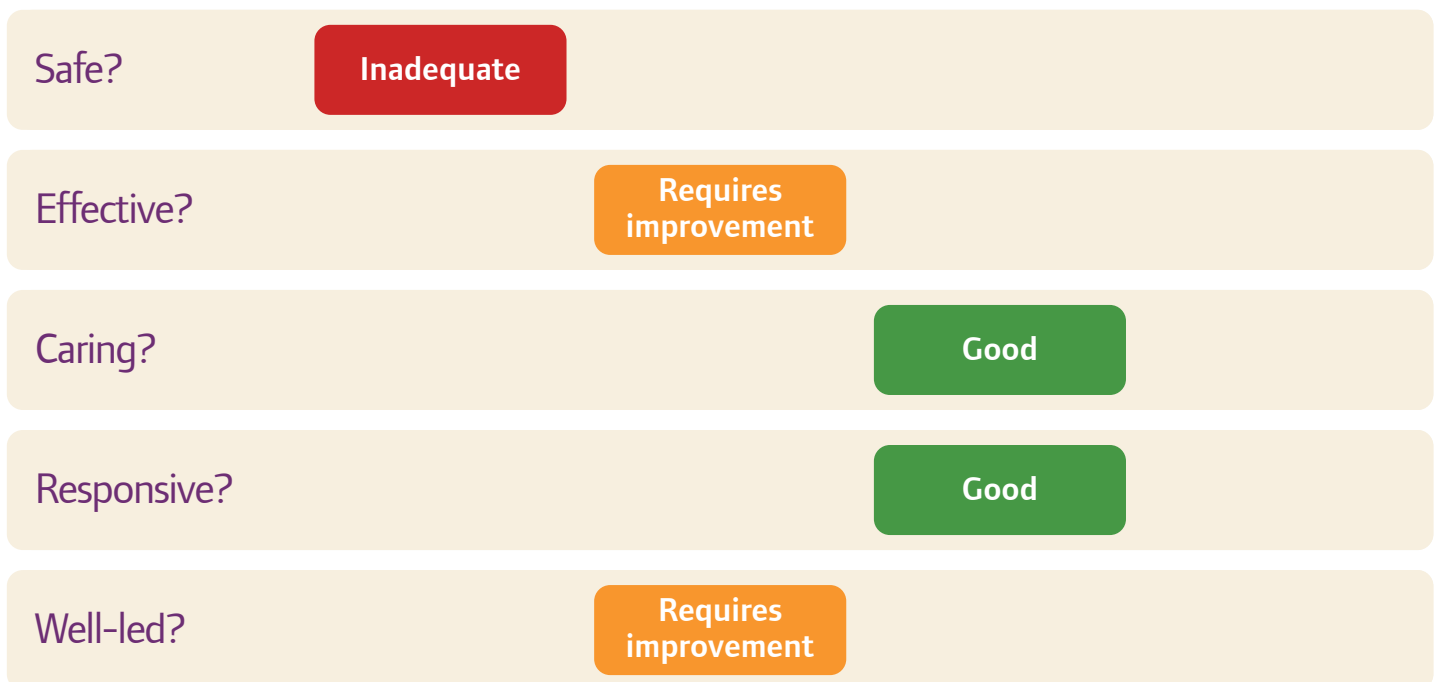 Safe?
Inadequate
Effective?
Requires
improvement
Caring?
Good
Responsive?
Good
Well-led?
Requires
improvement